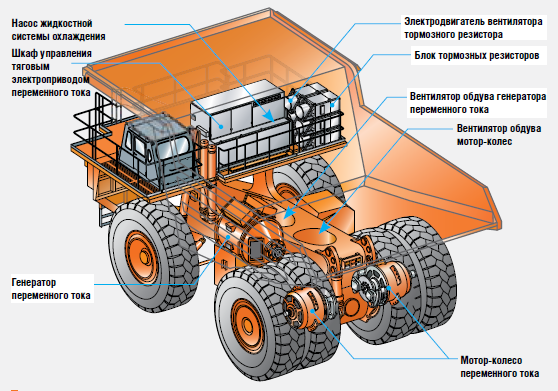 Насос жидкостной
системы охлаждения
Шкаф управления
тяговым
электроприводом
переменного тока
Электродвигатель вентилятора
тормозного резистора
Блок тормозных резисторов
Вентилятор обдува генератора
переменного тока
Вентилятор обдува
мотор-колес
Генератор
переменного тока
Мотор-колесо
переменного тока